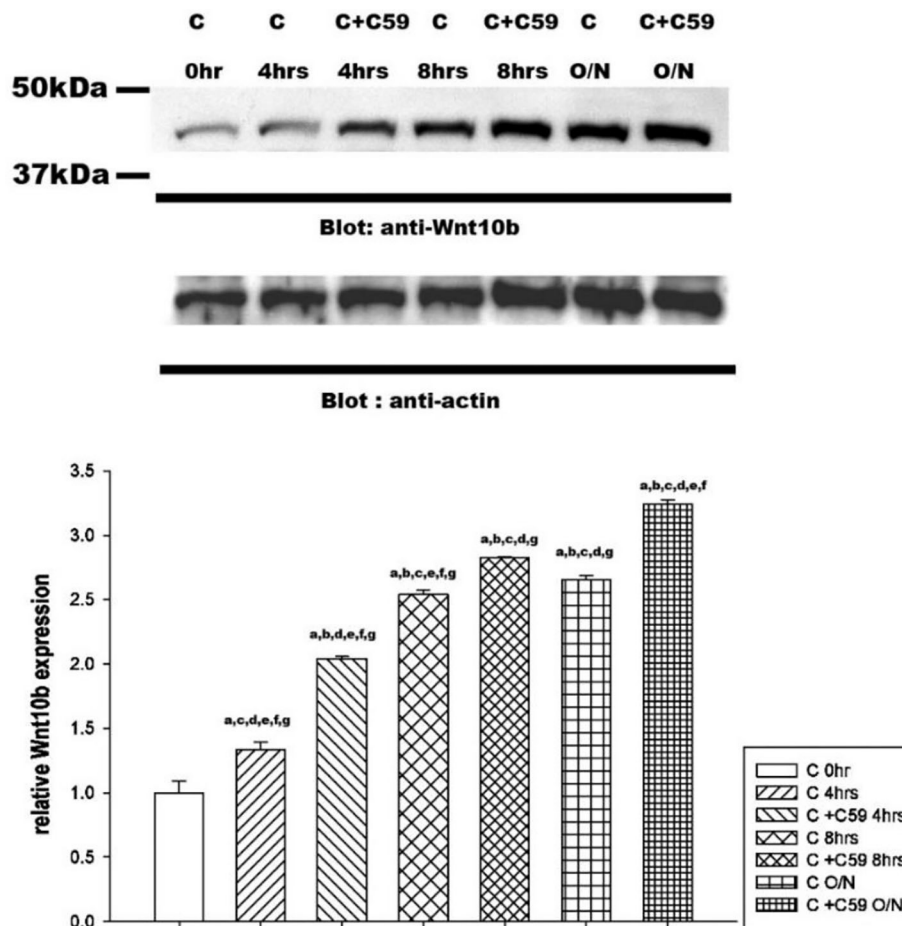 C C C+C59 C C+C59 C C+C59
0hr 4hrs 4hrs 8hrs 8hrs O/N O/N
50kDa
37kDa
Blot: anti-Wnt10b
Blot : anti-actin
relative Wnt10b expression
3.5
3.0
2.5
2.0
1.5
1.0
0.5
0.0
a,c,d,e,f,g
a,b,d,e,f,g
a,b,c,e,f,g
a,b,c,d,g
a,b,c,d,g
a,b,c,d,e,f
C 0hr
C 4hrs
C +C59 4hrs
C 8hrs
C +C59 8hrs
C O/N
C +C59 O/N